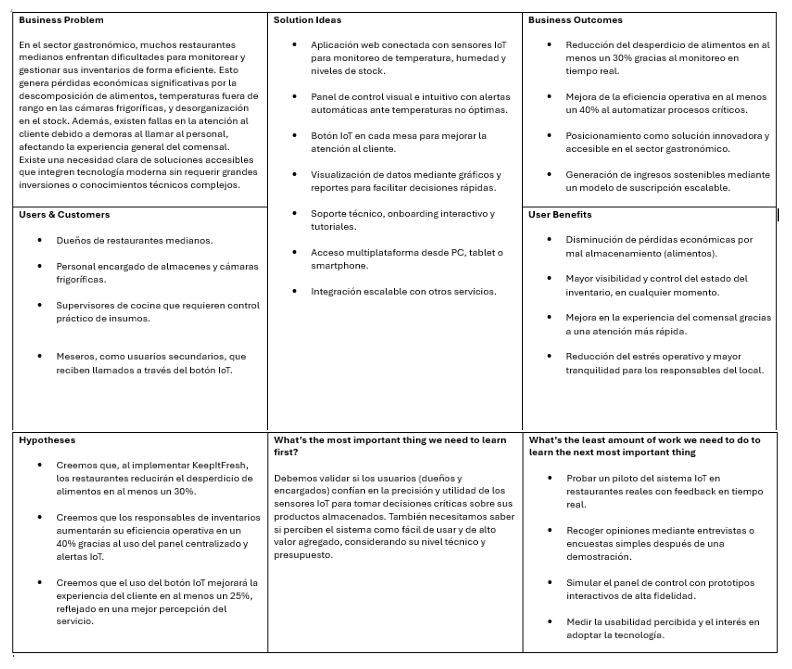 Business Problem
En el sector gastronómico, muchos restaurantes
medianos enfrentan dificultades para monitorear y
gestionar sus inventarios de forma eficiente. Esto
genera pérdidas económicas significativas por la
descomposición de alimentos, temperaturas fuera de
rango en las cámaras frigoríficas, y desorganización
en el stock. Además, existen fallas en la atención al
cliente debido a demoras al llamar al personal,
afectando la experiencia general del comensal.
Existe una necesidad clara de soluciones accesibles
que integren tecnología moderna sin requerir grandes
inversiones o conocimientos técnicos complejos.
Users & Customers
• Dueños de restaurantes medianos.
• Personal encargado de almacenes y cámaras
frigoríficas.
• Supervisores de cocina que requieren control
práctico de insumos.
• Meseros, como usuarios secundarios, que
reciben llamados a través del botón IoT.
Solution Ideas
• Aplicación web conectada con sensores IoT
para monitoreo de temperatura, humedad y
niveles de stock.
• Panel de control visual e intuitivo con alertas
automáticas ante temperaturas no óptimas.
• Botón IoT en cada mesa para mejorar la
atención al cliente.
• Visualización de datos mediante gráficos y
reportes para facilitar decisiones rápidas.
• Soporte técnico, onboarding interactivo y
tutoriales.
• Acceso multiplataforma desde PC, tablet o
smartphone.
• Integración escalable con otros servicios.
Business Outcomes
• Reducción del desperdicio de alimentos en al
menos un 30% gracias al monitoreo en
tiempo real.
• Mejora de la eficiencia operativa en al menos
un 40% al automatizar procesos críticos.
• Posicionamiento como solución innovadora y
accesible en el sector gastronómico.
• Generación de ingresos sostenibles mediante
un modelo de suscripción escalable.
User Benefits
• Disminución de pérdidas económicas por
mal almacenamiento (alimentos).
• Mayor visibilidad y control del estado del
inventario, en cualquier momento.
• Mejora en la experiencia del comensal gracias
a una atención más rápida.
• Reducción del estrés operativo y mayor
tranquilidad para los responsables del local.
Hypotheses
• Creemos que, al implementar KeepItFresh,
los restaurantes reducirán el desperdicio de
alimentos en al menos un 30%.
• Creemos que los responsables de inventarios
aumentarán su eficiencia operativa en un
40% gracias al uso del panel centralizado y
alertas IoT.
• Creemos que el uso del botón IoT mejorará la
experiencia del cliente en al menos un 25%,
reflejado en una mejor percepción del
servicio.
What's the most important thing we need to learn
first?
Debemos validar si los usuarios (dueños y
encargados) confían en la precisión y utilidad de los
sensores IoT para tomar decisiones críticas sobre sus
productos almacenados. También necesitamos saber
si perciben el sistema como fácil de usar y de alto
valor agregado, considerando su nivel técnico y
presupuesto.
What's the least amount of work we need to do to
learn the next most important thing
• Probar un piloto del sistema IoT en
restaurantes reales con feedback en tiempo
real.
• Recoger opiniones mediante entrevistas o
encuestas simples después de una
demostración.
• Simular el panel de control con prototipos
interactivos de alta fidelidad.
• Medir la usabilidad percibida y el interés en
adoptar la tecnología.